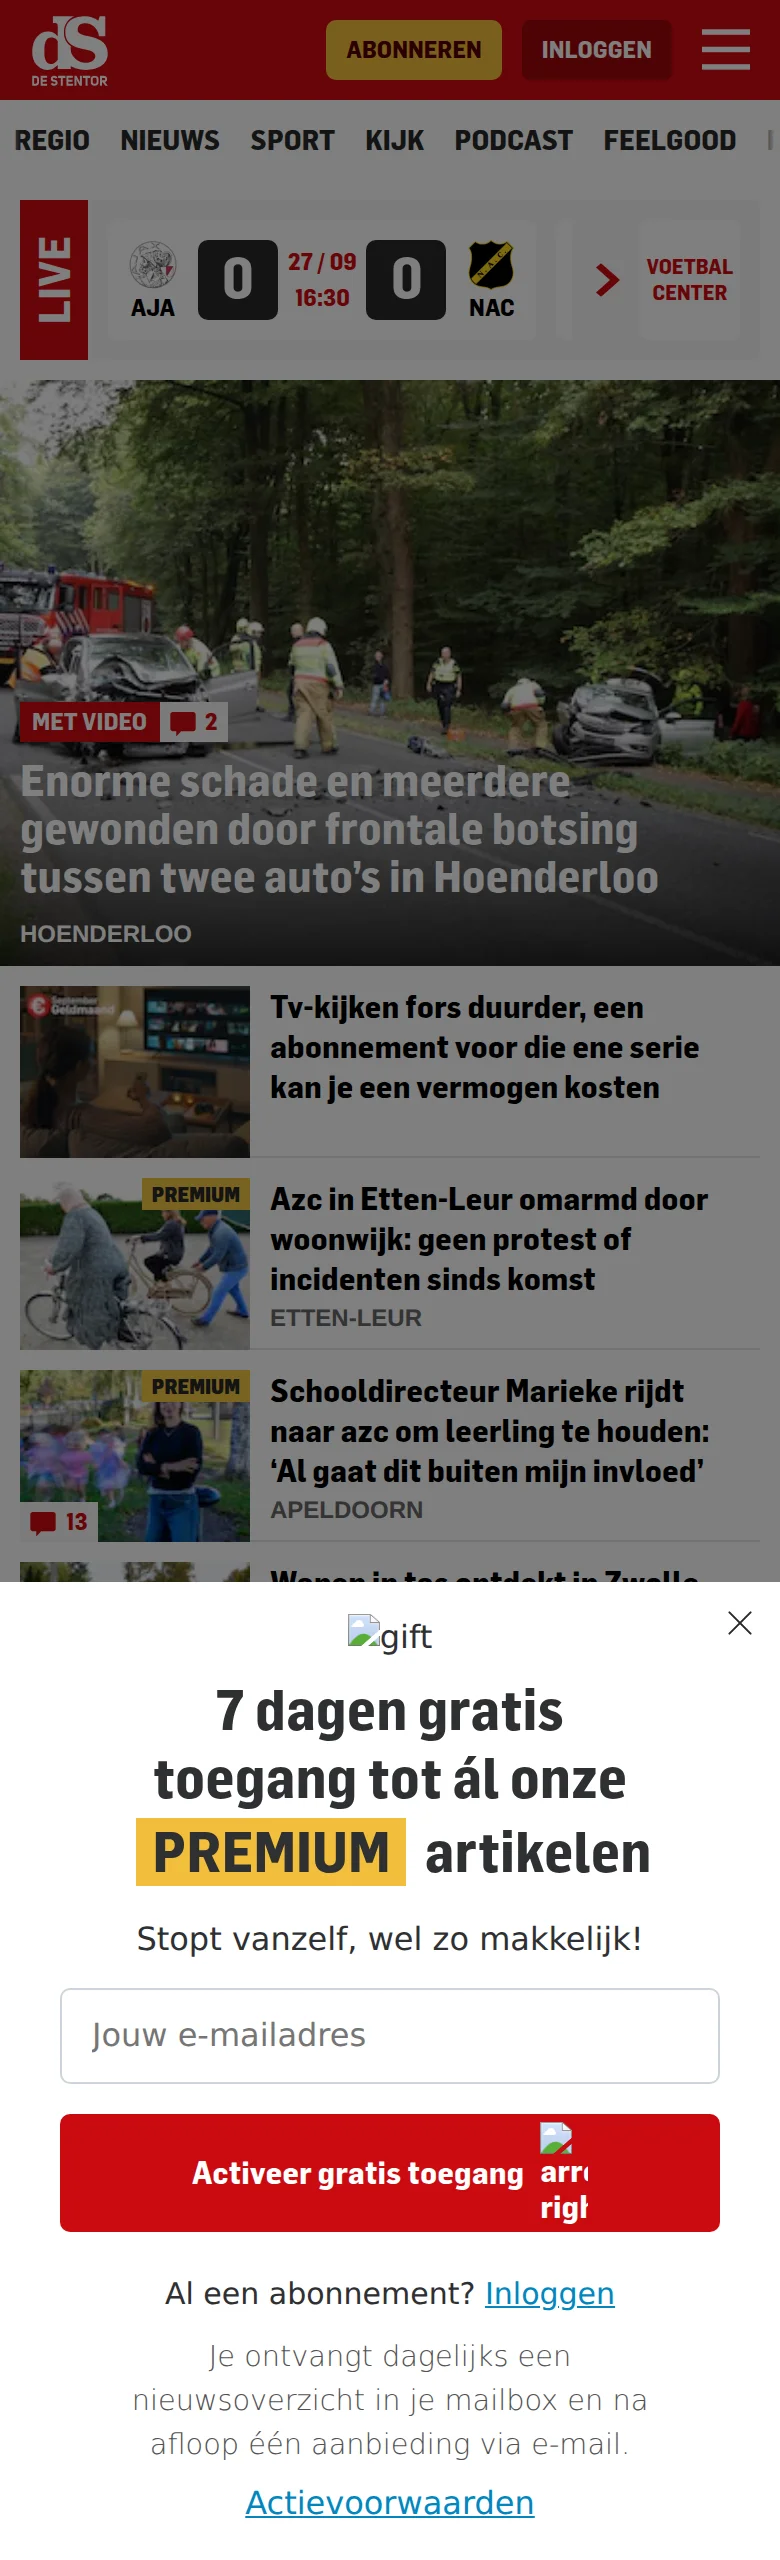 dS
DE STENTOR
ABONNEREN
INLOGGEN
REGIO NIEUWS SPORT KIJK PODCAST FEELGOOD
LIVE
AJA
0
27 / 09
16:30
0
NAC
VOETBAL
CENTER
MET VIDEO
2
Enorme schade en meerdere
gewonden door frontale botsing
tussen twee auto’s in Hoenderloo
HOENDERLOO
September
Geldmaand
Tv-kijken fors duurder, een
abonnement voor die ene serie
kan je een vermogen kosten
PREMIUM
Azc in Etten-Leur omarmd door
woonwijk: geen protest of
incidenten sinds komst
ETTEN-LEUR
PREMIUM
13
Schooldirecteur Marieke rijdt
naar azc om leerling te houden:
‘Al gaat dit buiten mijn invloed’
APELDOORN
gift
7 dagen gratis
toegang tot ál onze
PREMIUM artikelen
Stopt vanzelf, wel zo makkelijk!
Jouw e-mailadres
Activeer gratis toegang
Al een abonnement? Inloggen
Je ontvangt dagelijks een
nieuwsoverzicht in je mailbox en na
afloop één aanbieding via e-mail.
Actievoorwaarden